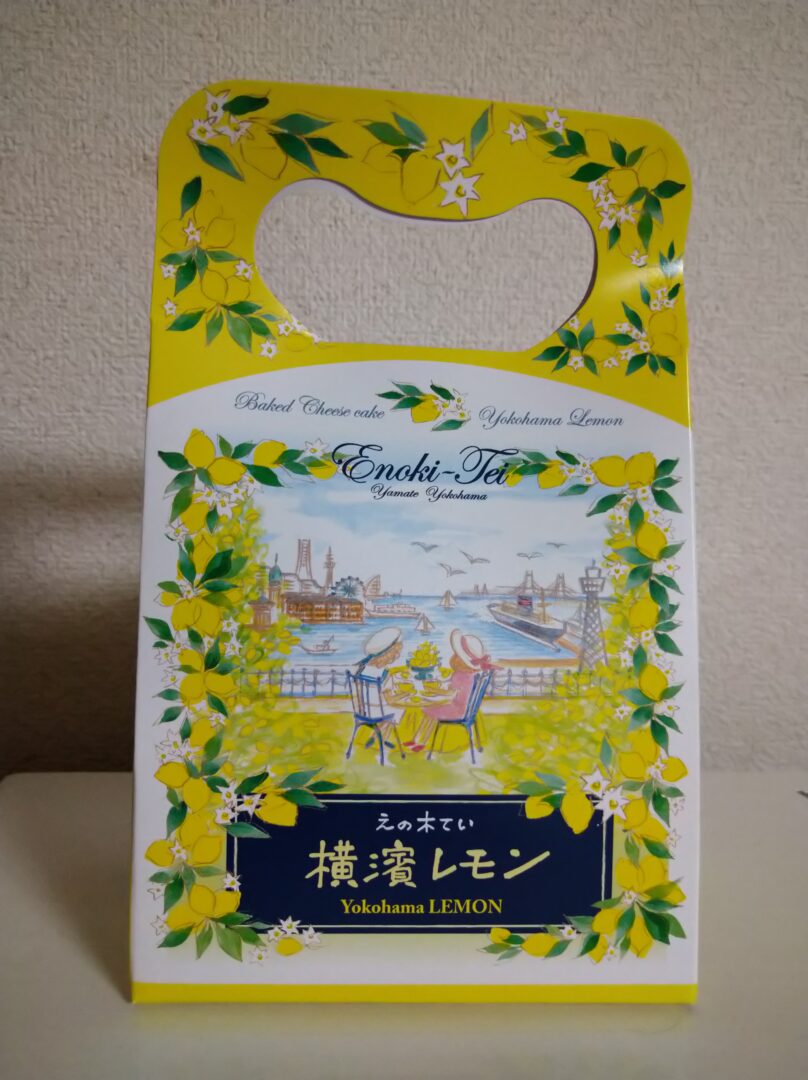 Baked Cheese cake Yokohama Lemon
Enoki-Tei
Yamate Yokohama
えの木てい
横濱レモン
Yokohama LEMON